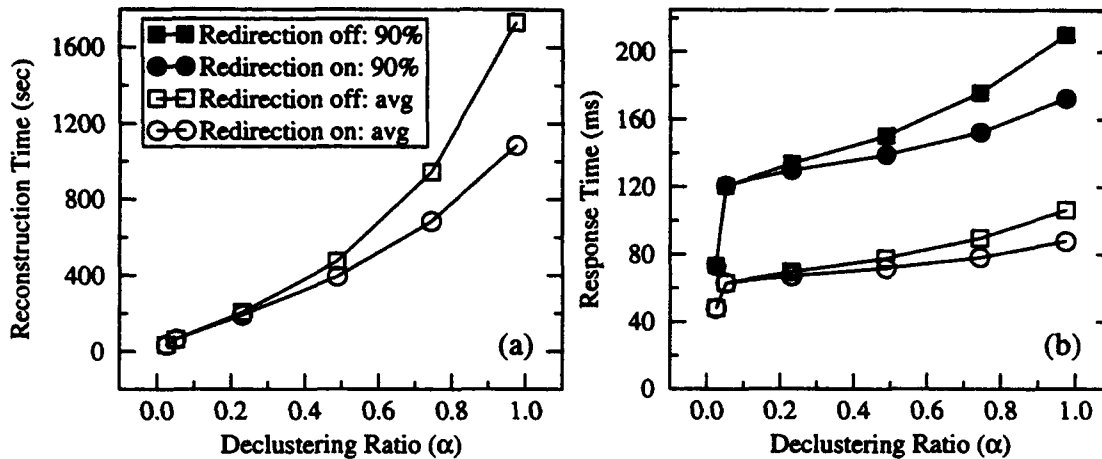 Reconstruction Time (sec)
1600
1200
800
400
0
Redirection off: 90%
Redirection on: 90%
Redirection off: avg
Redirection on: avg
(a)
0.0 0.2 0.4 0.6 0.8 1.0
Declustering Ratio (α)
Response Time (ms)
200
160
120
80
40
0
(b)
0.0 0.2 0.4 0.6 0.8 1.0
Declustering Ratio (α)